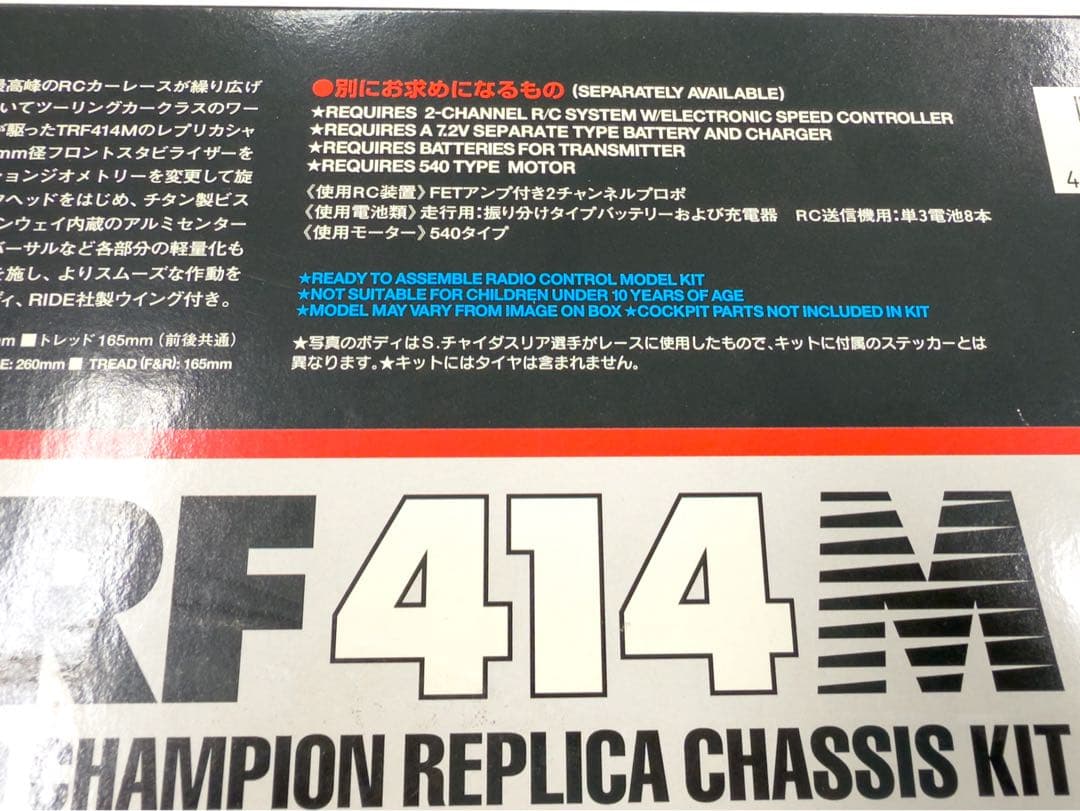 最高峰のRCカーレースが繰り広げ
いてツーリングカークラスのワー
駆ったTRF414Mのレプリカシャ
mm径フロントスタビライザーを
ョンジオメトリーを変更して旋
ヘッドをはじめ、チタン製ビス
ンウェイ内蔵のアルミセンター
バーサルなど各部分の軽量化も
施し、よりスムーズな作動を
ィ、RIDE社製ウイング付き。
mm ■トレッド165mm(前後共通)
E: 260mm ■ TREAD (F&R): 165mm
●別にお求めになるもの (SEPARATELY AVAILABLE)
★REQUIRES 2-CHANNEL R/C SYSTEM W/ELECTRONIC SPEED CONTROLLER
★REQUIRES A 7.2V SEPARATE TYPE BATTERY AND CHARGER
★REQUIRES BATTERIES FOR TRANSMITTER
★REQUIRES 540 TYPE MOTOR
《使用RC装置》FETアンプ付き2チャンネルプロポ
《使用電池類》走行用:振り分けタイプバッテリーおよび充電器 RC送信機用:単3電池8本
《使用モーター》540タイプ
★READY TO ASSEMBLE RADIO CONTROL MODEL KIT
★NOT SUITABLE FOR CHILDREN UNDER 10 YEARS OF AGE
★MODEL MAY VARY FROM IMAGE ON BOX ★COCKPIT PARTS NOT INCLUDED IN KIT
★写真のボディはS.チャイダスリア選手がレースに使用したもので、キットに付属のステッカーとは
異なります。★キットにはタイヤは含まれません。
4
RF 414 M
CHAMPION REPLICA CHASSIS KIT